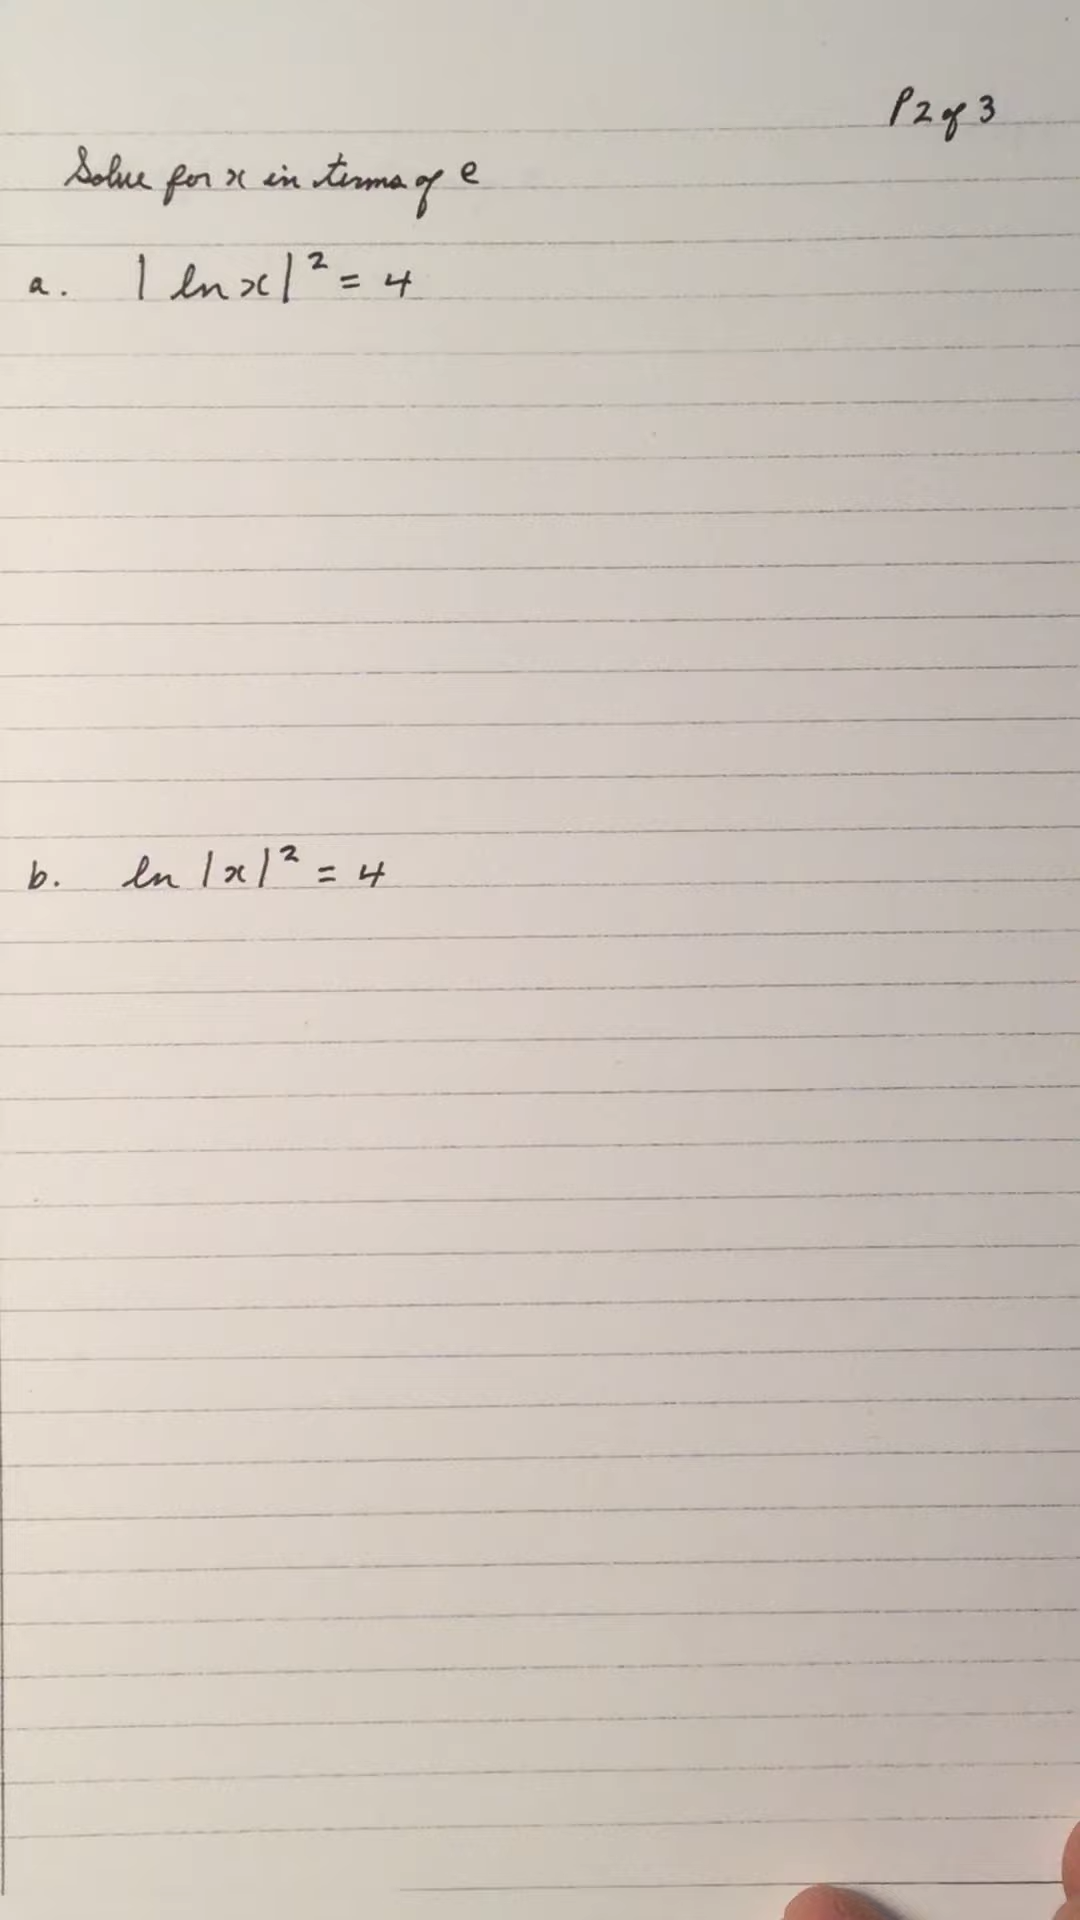 P2 of 3
Solve for x in terms of e
a. | ln x |² = 4
b. ln |x|² = 4